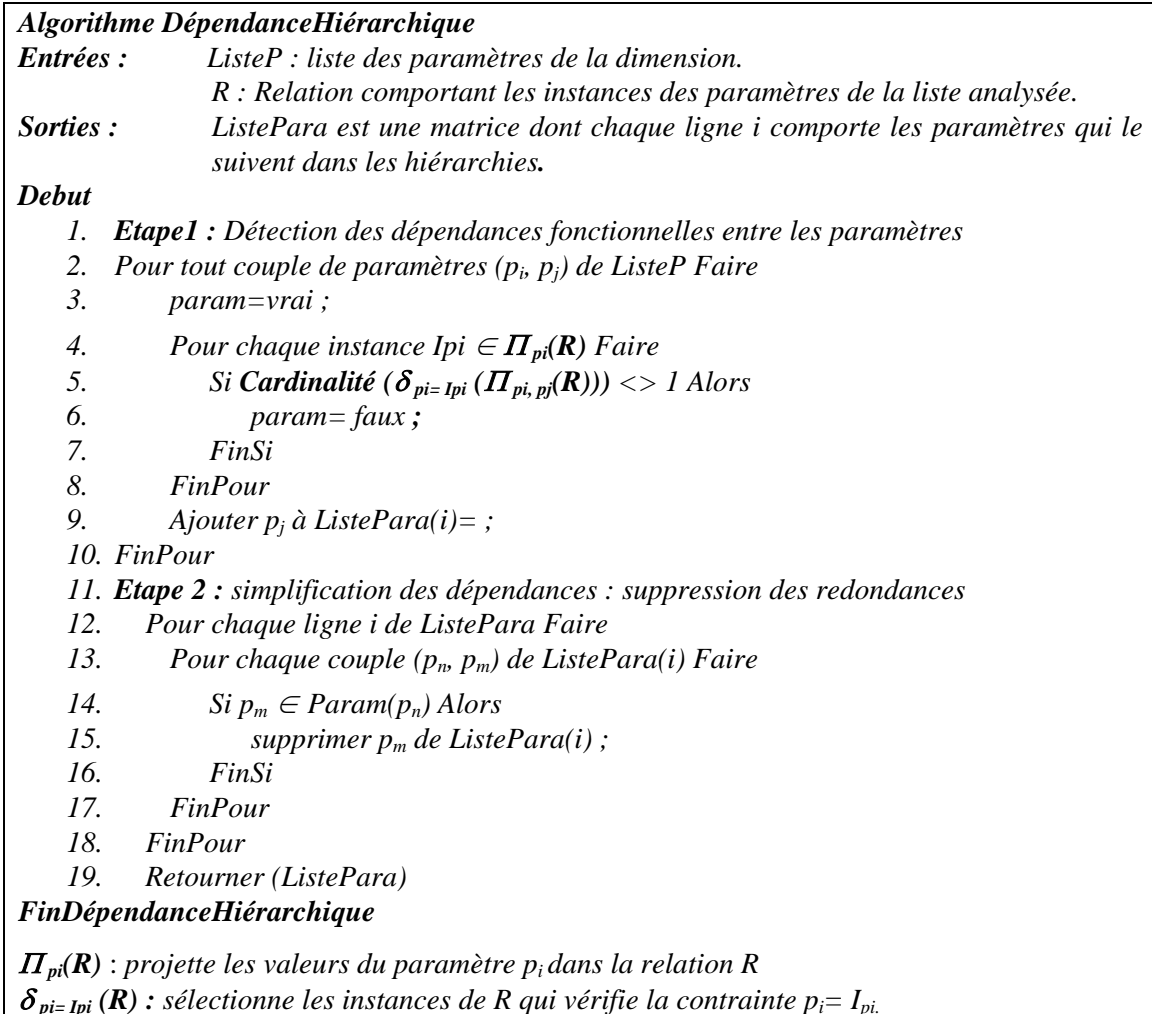 Algorithme DépendanceHiérarchique
Entrées : ListeP : liste des paramètres de la dimension.
R : Relation comportant les instances des paramètres de la liste analysée.
Sorties : ListePara est une matrice dont chaque ligne i comporte les paramètres qui le
suivent dans les hiérarchies.
Debut
1. Etape1 : Détection des dépendances fonctionnelles entre les paramètres
2. Pour tout couple de paramètres (pi, pj) de ListeP Faire
3. param=vrai ;
4. Pour chaque instance Ipi ∈ Π pi(R) Faire
5. Si Cardinalité (δ pi= Ipi (Π pi, pj(R))) <> 1 Alors
6. param= faux ;
7. FinSi
8. FinPour
9. Ajouter pj à ListePara(i)= ;
10. FinPour
11. Etape 2 : simplification des dépendances : suppression des redondances
12. Pour chaque ligne i de ListePara Faire
13. Pour chaque couple (pn, pm) de ListePara(i) Faire
14. Si pm ∈ Param(pn) Alors
15. supprimer pm de ListePara(i) ;
16. FinSi
17. FinPour
18. FinPour
19. Retourner (ListePara)
FinDépendanceHiérarchique
Π pi(R) : projette les valeurs du paramètre pi dans la relation R
δ pi= Ipi (R) : sélectionne les instances de R qui vérifie la contrainte pi= Ipi.